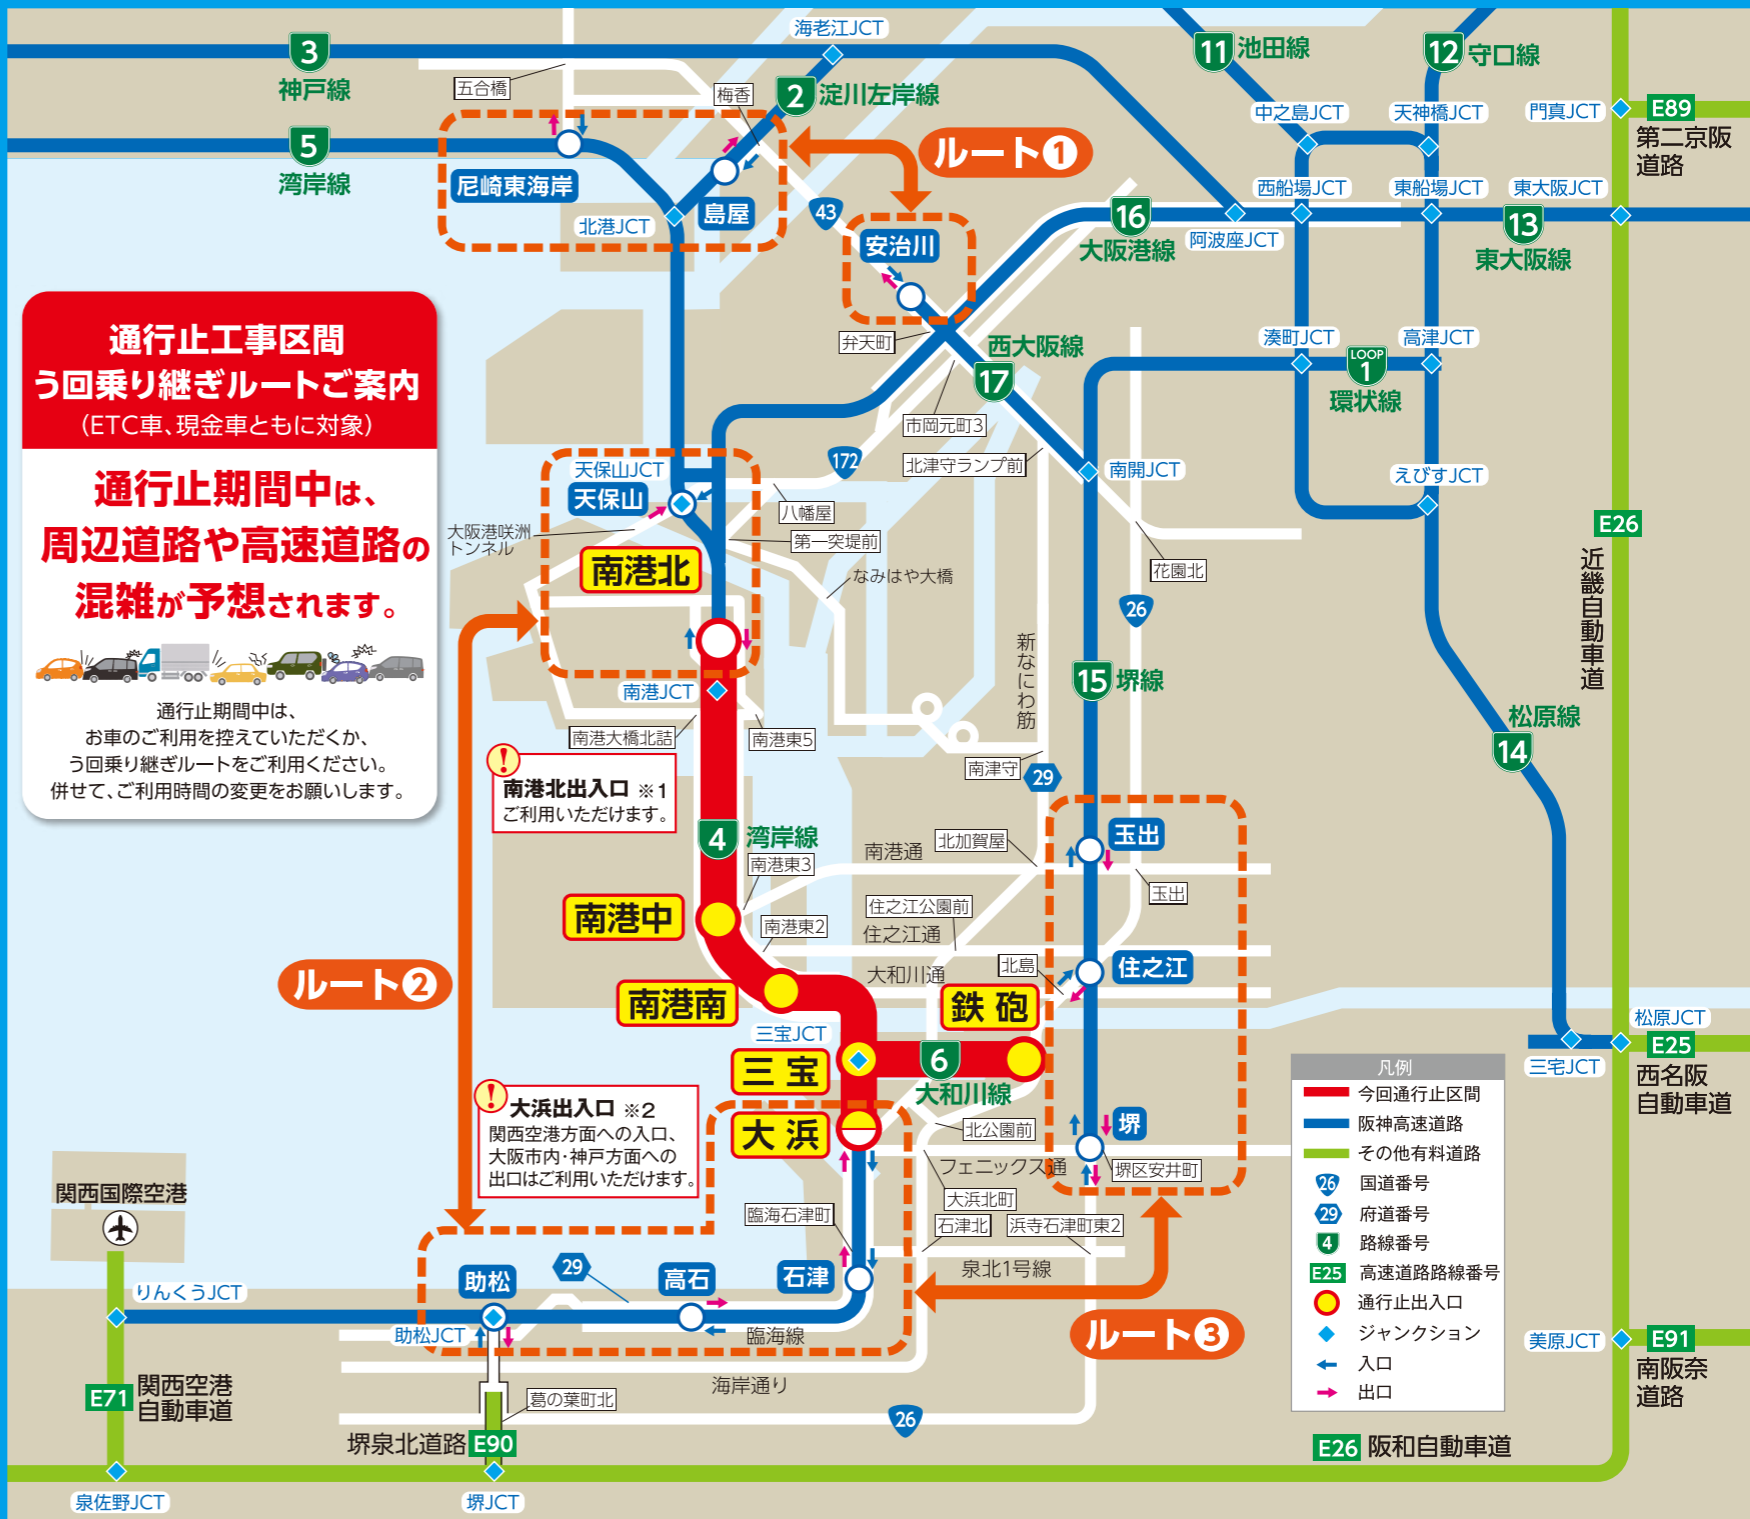 海老江JCT
3
神戸線
五合橋
梅香
2
淀川左岸線
11
池田線
12
守口線
中之島JCT
天神橋JCT
門真JCT
E89
第二京阪
道路
5
湾岸線
尼崎東海岸
島屋
北港JCT
ルート❶
43
安治川
弁天町
16
大阪港線
西船場JCT
東船場JCT
東大阪JCT
阿波座JCT
13
東大阪線
通行止工事区間
う回乗り継ぎルートご案内
(ETC車、現金車ともに対象)
通行止期間中は、
周辺道路や高速道路の
混雑が予想されます。
通行止期間中は、
お車のご利用を控えていただくか、
う回乗り継ぎルートをご利用ください。
併せて、ご利用時間の変更をお願いします。
西大阪線
17
湊町JCT
高津JCT
LOOP
1
環状線
市岡元町3
北津守ランプ前
172
南開JCT
えびすJCT
天保山JCT
天保山
八幡屋
大阪港咲洲
トンネル
第一突堤前
南港北
なみはや大橋
花園北
26
E26
近畿自動車道
新なにわ筋
15
堺線
南港JCT
南港大橋北詰
南港東5
南津守
29
松原線
14
!
南港北出入口 ※1
ご利用いただけます。
4
湾岸線
南港東3
南港通
北加賀屋
玉出
玉出
南港中
南港東2
住之江公園前
住之江通
大和川通
北島
住之江
ルート❷
南港南
鉄砲
三宝JCT
三宝
6
大和川線
松原JCT
三宅JCT
E25
西名阪
自動車道
!
大浜出入口 ※2
関西空港方面への入口、
大阪市内・神戸方面への
出口はご利用いただけます。
大浜
北公園前
堺
フェニックス通
堺区安井町
大浜北町
臨海石津町
石津北
浜寺石津町東2
泉北1号線
関西国際空港
りんくうJCT
助松
29
高石
石津
助松JCT
臨海線
海岸通り
ルート❸
E71
関西空港
自動車道
葛の葉町北
26
堺泉北道路
E90
泉佐野JCT
堺JCT
凡例
今回通行止区間
阪神高速道路
その他有料道路
26
国道番号
29
府道番号
4
路線番号
E25
高速道路路線番号
通行止出入口
ジャンクション
入口
出口
美原JCT
E91
南阪奈
道路
E26
阪和自動車道